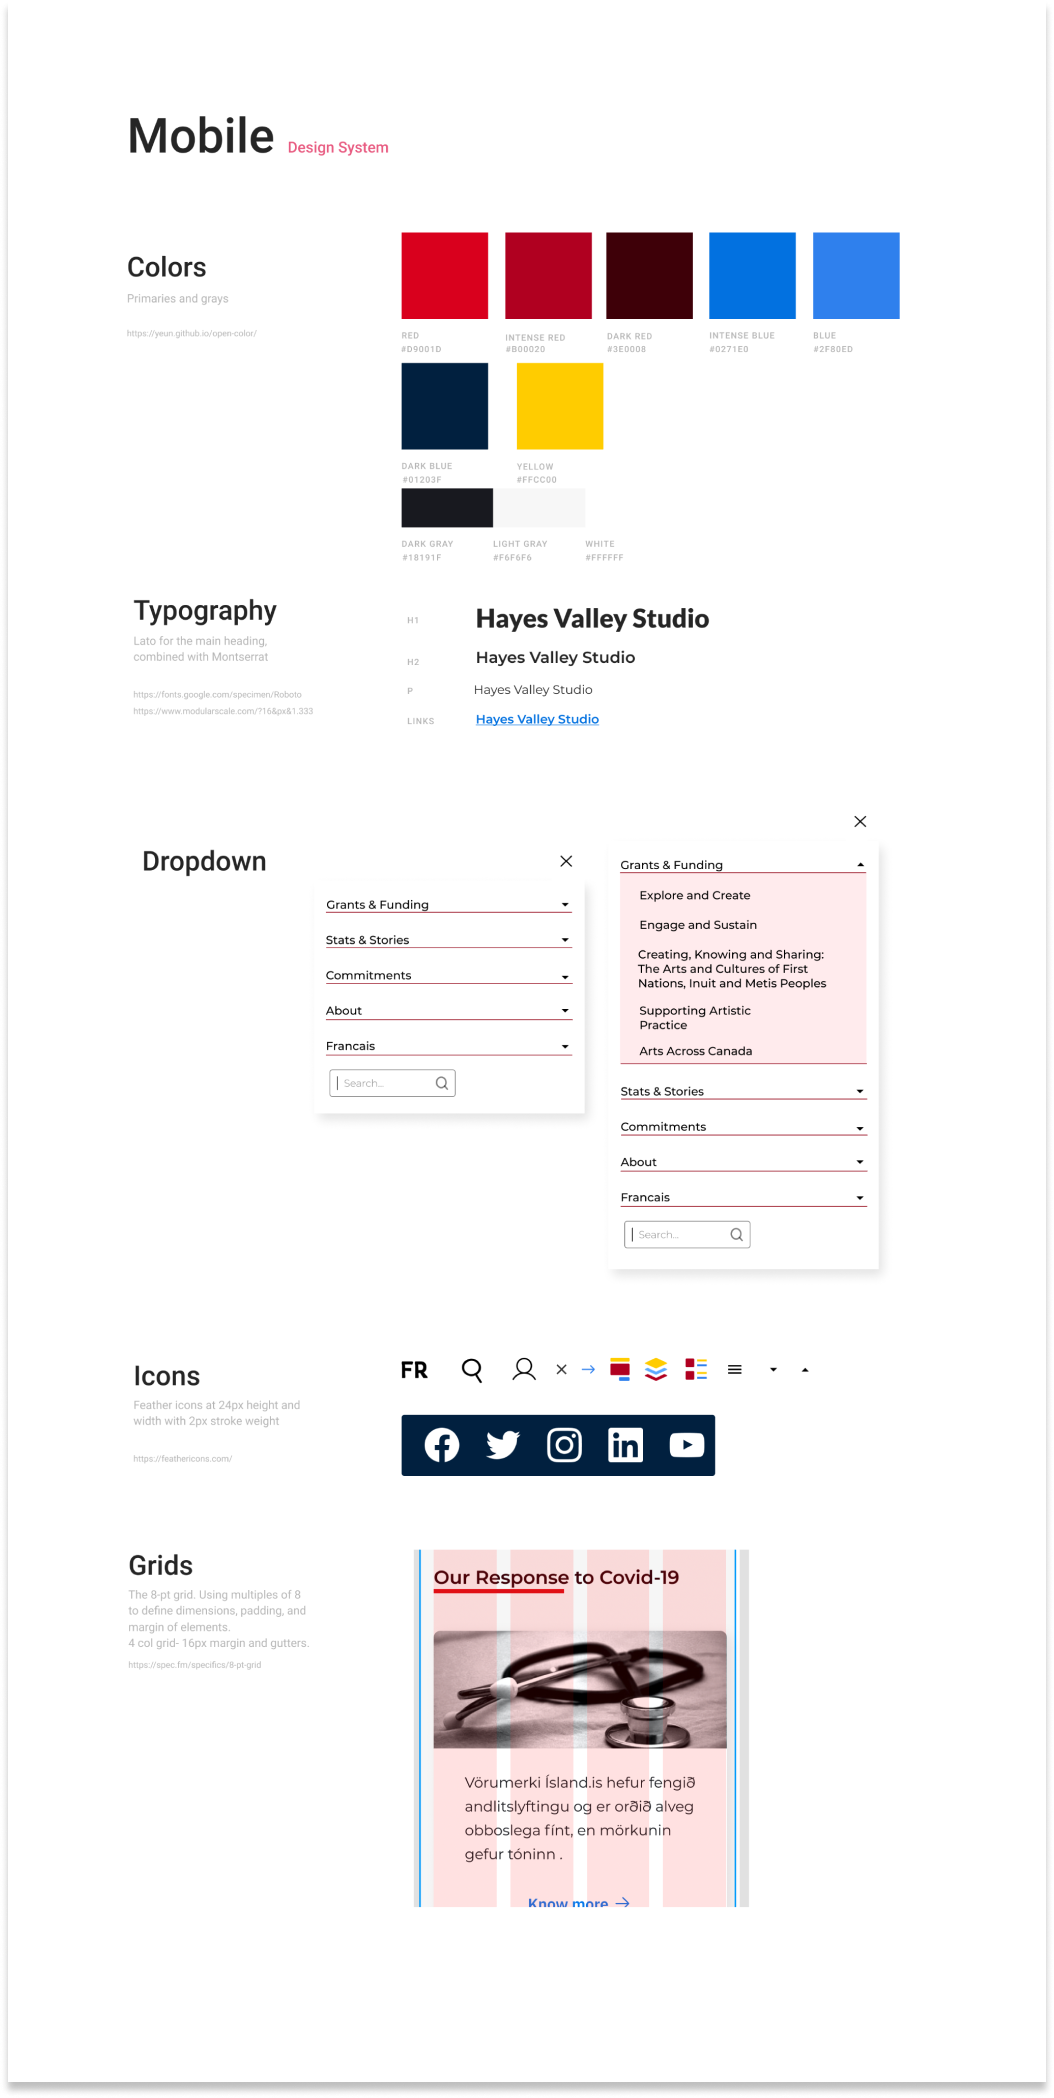 Mobile Design System
Colors
Primaries and grays
https://yeun.github.io/open-color/
RED
#D9001D
INTENSE RED
#B00020
DARK RED
#3E0008
INTENSE BLUE
#0271E0
BLUE
#2F80ED
DARK BLUE
#01203F
YELLOW
#FFCC00
DARK GRAY
#18191F
LIGHT GRAY
#F6F6F6
WHITE
#FFFFFF
Typography
Lato for the main heading,
combined with Montserrat
https://fonts.google.com/specimen/Roboto
https://www.modularscale.com/?16&px&1.333
H1
Hayes Valley Studio
H2
Hayes Valley Studio
P
Hayes Valley Studio
LINKS
Hayes Valley Studio
Dropdown
Grants & Funding
Stats & Stories
Commitments
About
Francais
Search...
Grants & Funding
Explore and Create
Engage and Sustain
Creating, Knowing and Sharing:
The Arts and Cultures of First
Nations, Inuit and Metis Peoples
Supporting Artistic
Practice
Arts Across Canada
Stats & Stories
Commitments
About
Francais
Search...
Icons
Feather icons at 24px height and
width with 2px stroke weight
https://feathericons.com/
FR
Grids
The 8-pt grid. Using multiples of 8
to define dimensions, padding, and
margin of elements.
4 col grid- 16px margin and gutters.
https://spec.fm/specifics/8-pt-grid
Our Response to Covid-19
Vörumerki Ísland.is hefur fengið
andlitslyftingu og er orðið alveg
obboslega fínt, en mörkunin
gefur tóninn .
Know more